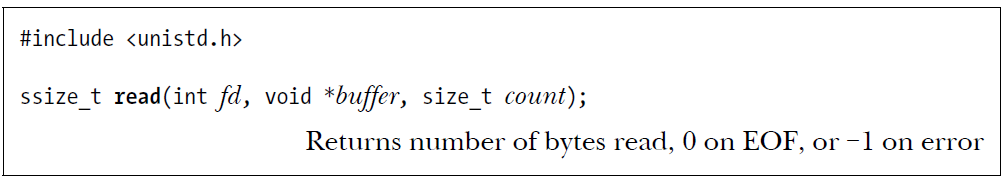 #include <unistd.h>
ssize_t read(int fd, void *buffer, size_t count);
Returns number of bytes read, 0 on EOF, or −1 on error